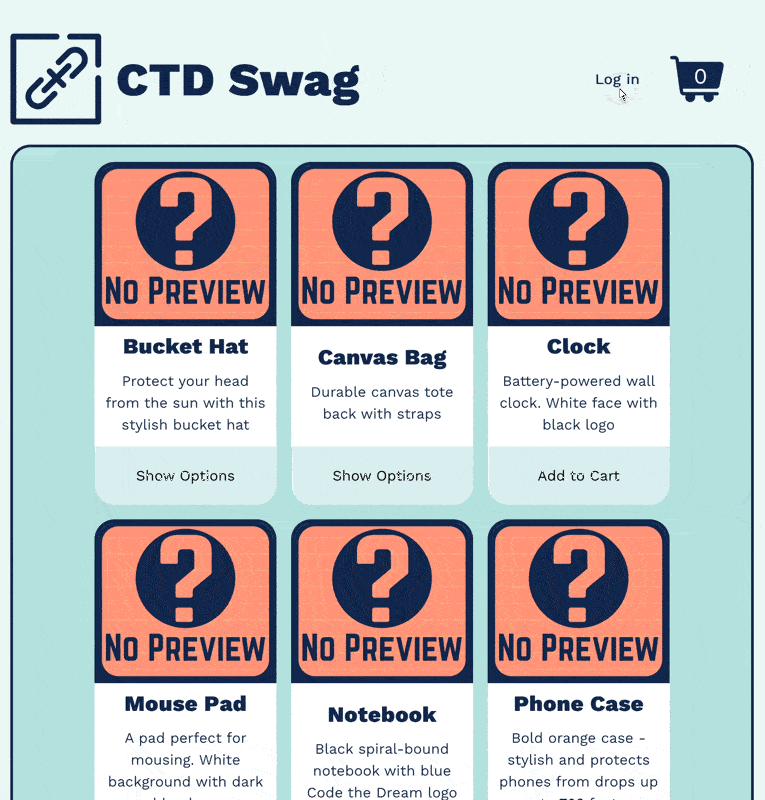 CTD Swag
Log in
0
?
NO PREVIEW
Bucket Hat
Protect your head
from the sun with this
stylish bucket hat
Show Options
?
NO PREVIEW
Canvas Bag
Durable canvas tote
back with straps
Show Options
?
NO PREVIEW
Clock
Battery-powered wall
clock. White face with
black logo
Add to Cart
?
NO PREVIEW
Mouse Pad
A pad perfect for
mousing. White
background with dark
?
NO PREVIEW
Notebook
Black spiral-bound
notebook with blue
Code the Dream logo
?
NO PREVIEW
Phone Case
Bold orange case -
stylish and protects
phones from drops up